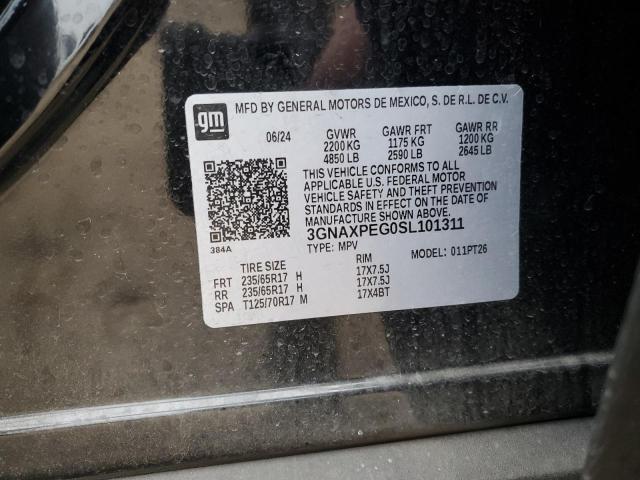 gm
MFD BY GENERAL MOTORS DE MEXICO, S. DE R.L. DE C.V.
06/24 GVWR GAWR FRT GAWR RR
2200 KG 1175 KG 1200 KG
4850 LB 2590 LB 2645 LB
THIS VEHICLE CONFORMS TO ALL
APPLICABLE U.S. FEDERAL MOTOR
VEHICLE SAFETY AND THEFT PREVENTION
STANDARDS IN EFFECT ON THE DATE OF
MANUFACTURE SHOWN ABOVE.
3GNAXPEG0SL101311
384A TYPE: MPV MODEL: 011PT26
TIRE SIZE RIM
FRT 235/65R17 H 17X7.5J
RR 235/65R17 H 17X7.5J
SPA T125/70R17 M 17X4BT